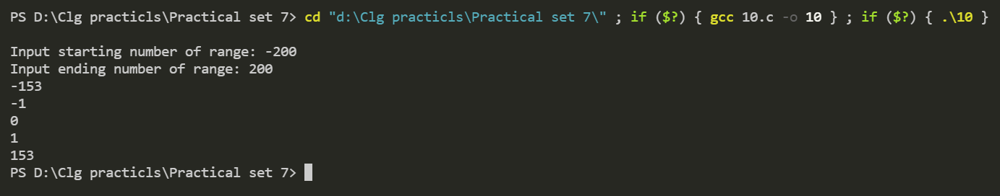 PS D:\Clg practicls\Practical set 7> cd "d:\Clg practicls\Practical set 7\" ; if ($?) { gcc 10.c -o 10 } ; if ($?) { .\10 }
Input starting number of range: -200
Input ending number of range: 200
-153
-1
0
1
153
PS D:\Clg practicls\Practical set 7>